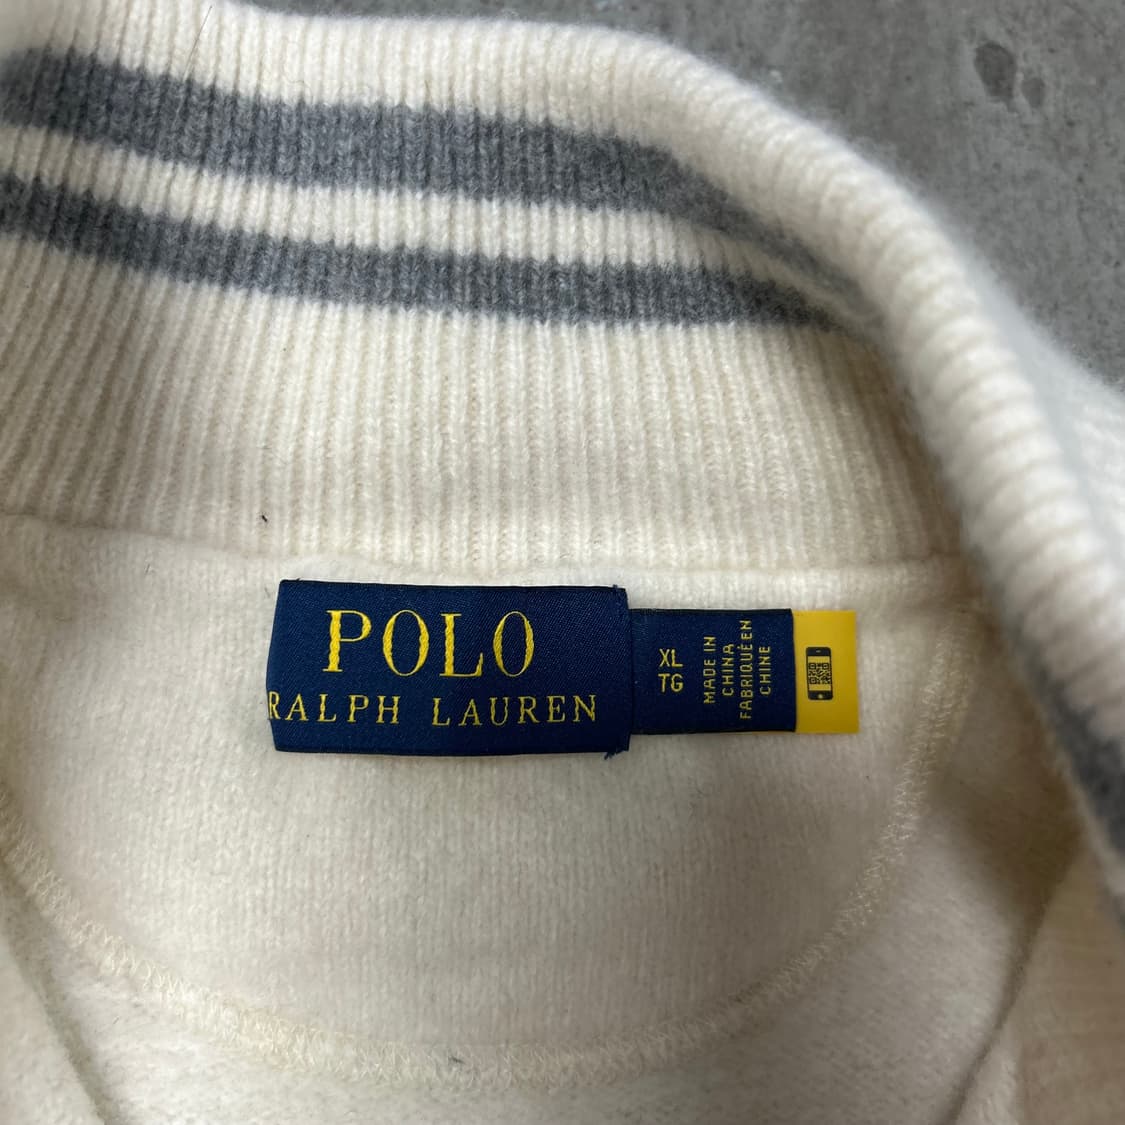 POLO
RALPH LAUREN
XL
TG
MADE IN
CHINA
FABRIQUÉ EN
CHINE